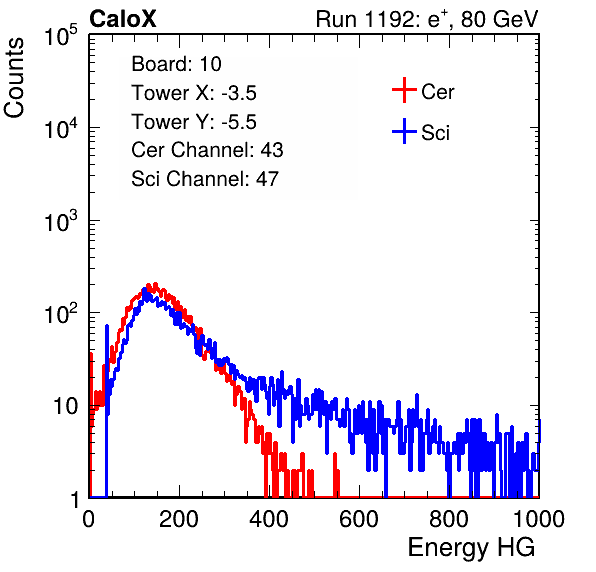 CaloX Run 1192: e⁺, 80 GeV
Counts
10⁵
10⁴
10³
10²
10
1
Board: 10
Tower X: -3.5
Tower Y: -5.5
Cer Channel: 43
Sci Channel: 47
Cer
Sci
0 200 400 600 800 1000
Energy HG